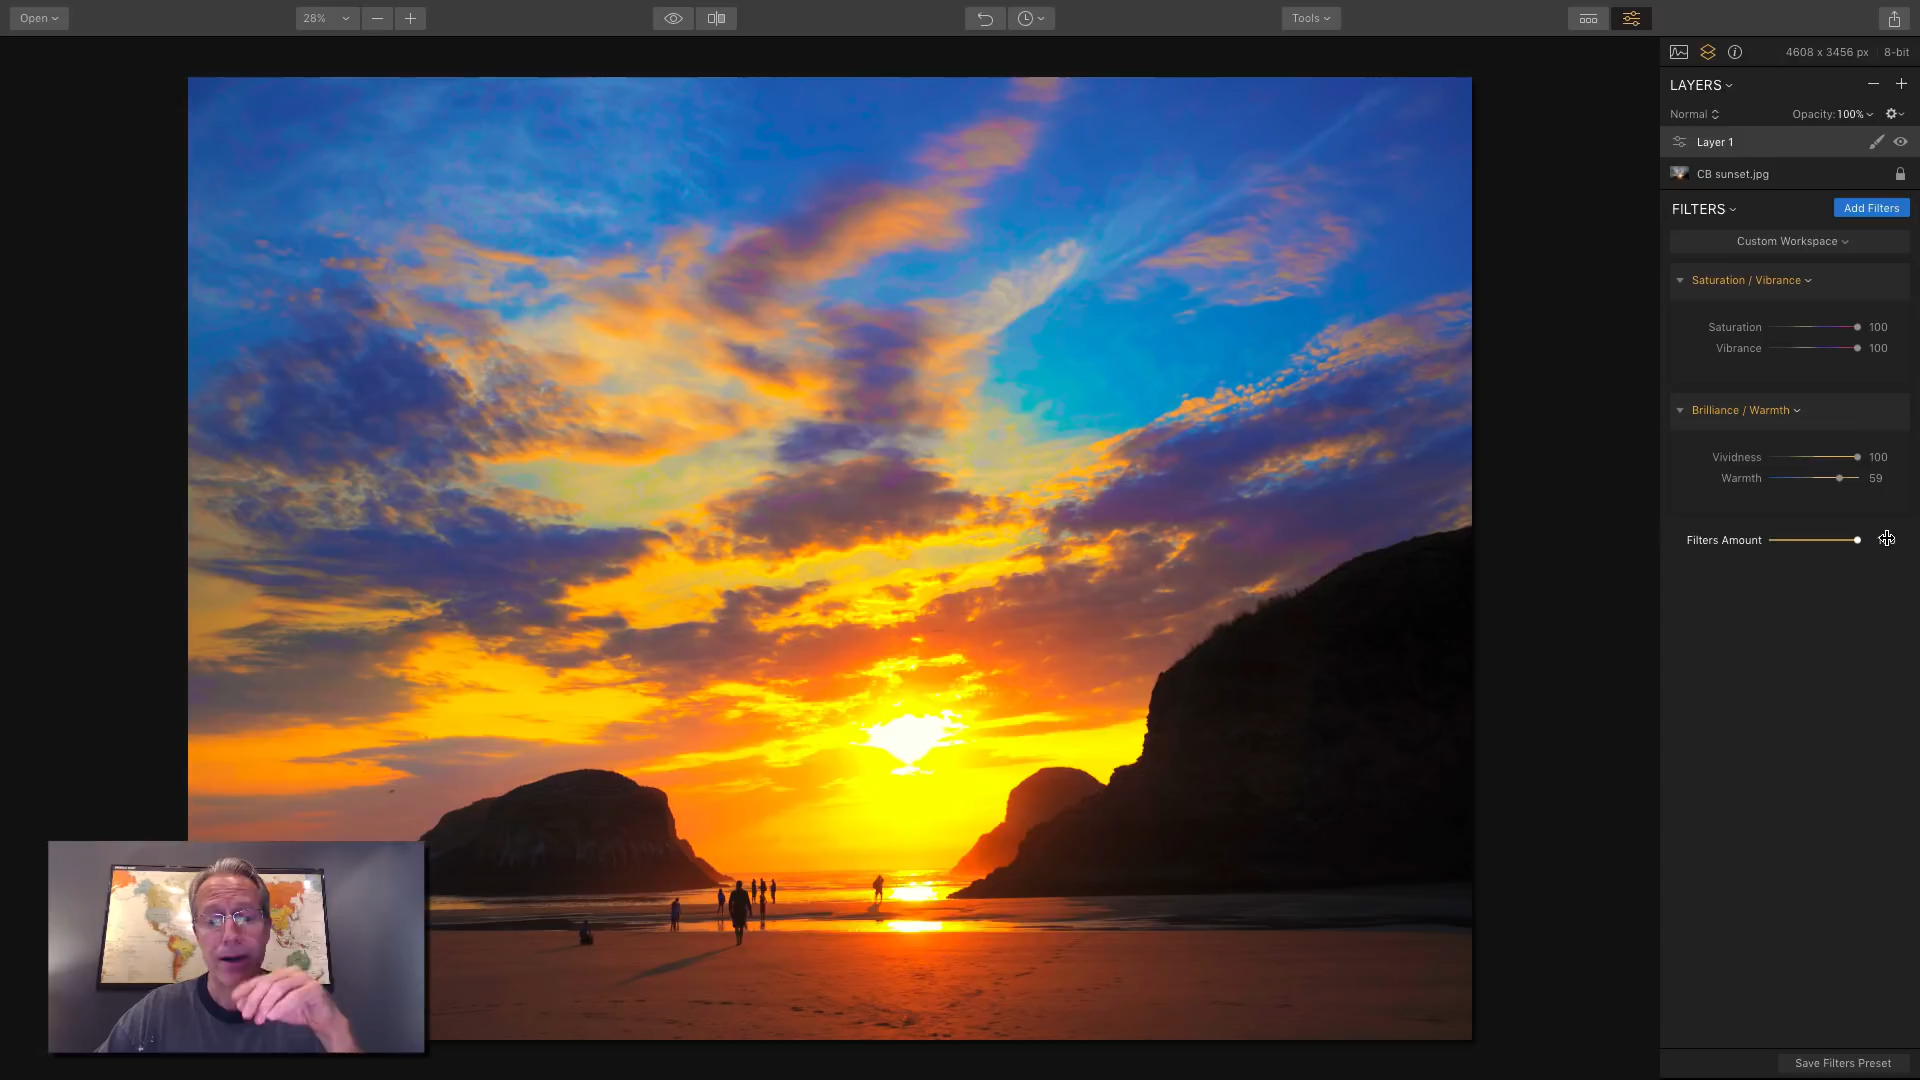 Open
28%
Tools
4608 x 3456 px 8-bit
LAYERS
Normal Opacity: 100%
Layer 1
CB sunset.jpg
FILTERS Add Filters
Custom Workspace
Saturation / Vibrance
Saturation 100
Vibrance 100
Brilliance / Warmth
Vividness 100
Warmth 59
Filters Amount
Save Filters Preset